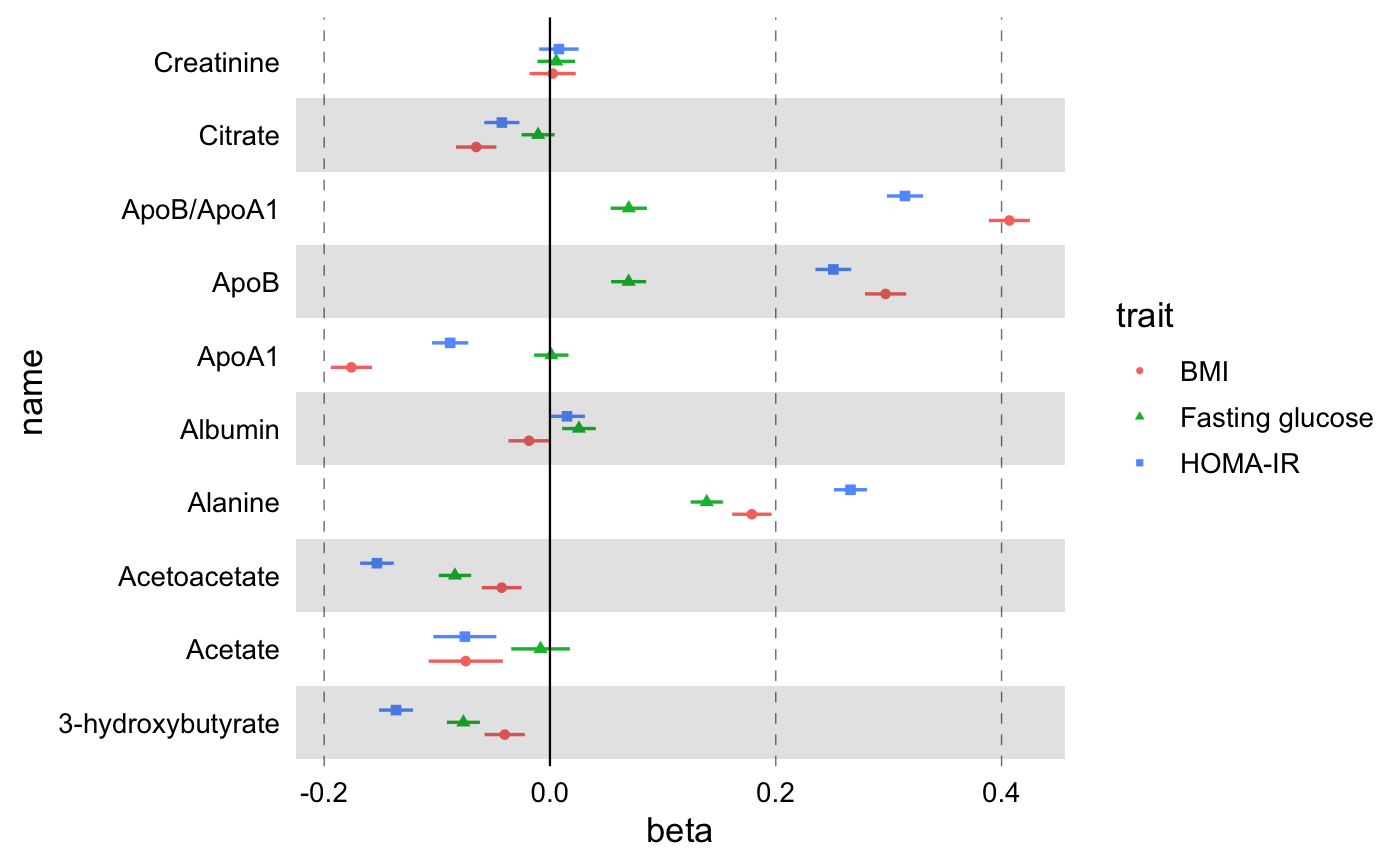 Creatinine
Citrate
ApoB/ApoA1
ApoB
ApoA1
Albumin
Alanine
Acetoacetate
Acetate
3-hydroxybutyrate
name
-0.2 0.0 0.2 0.4
beta
trait
BMI
Fasting glucose
HOMA-IR